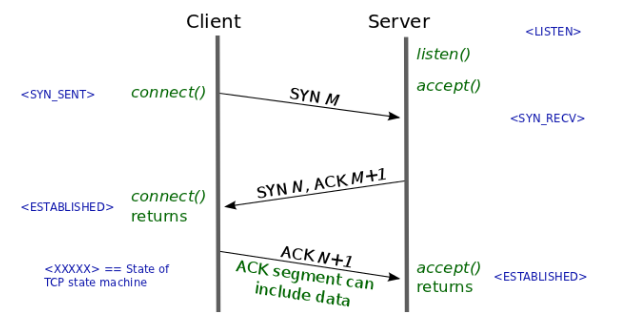 Client
Server
<LISTEN>
listen()
<SYN_SENT>
connect()
SYN M
accept()
<SYN_RECV>
SYN N, ACK M+1
<ESTABLISHED>
connect()
returns
ACK N+1
ACK segment can
include data
<XXXXX> == State of
TCP state machine
accept()
returns
<ESTABLISHED>